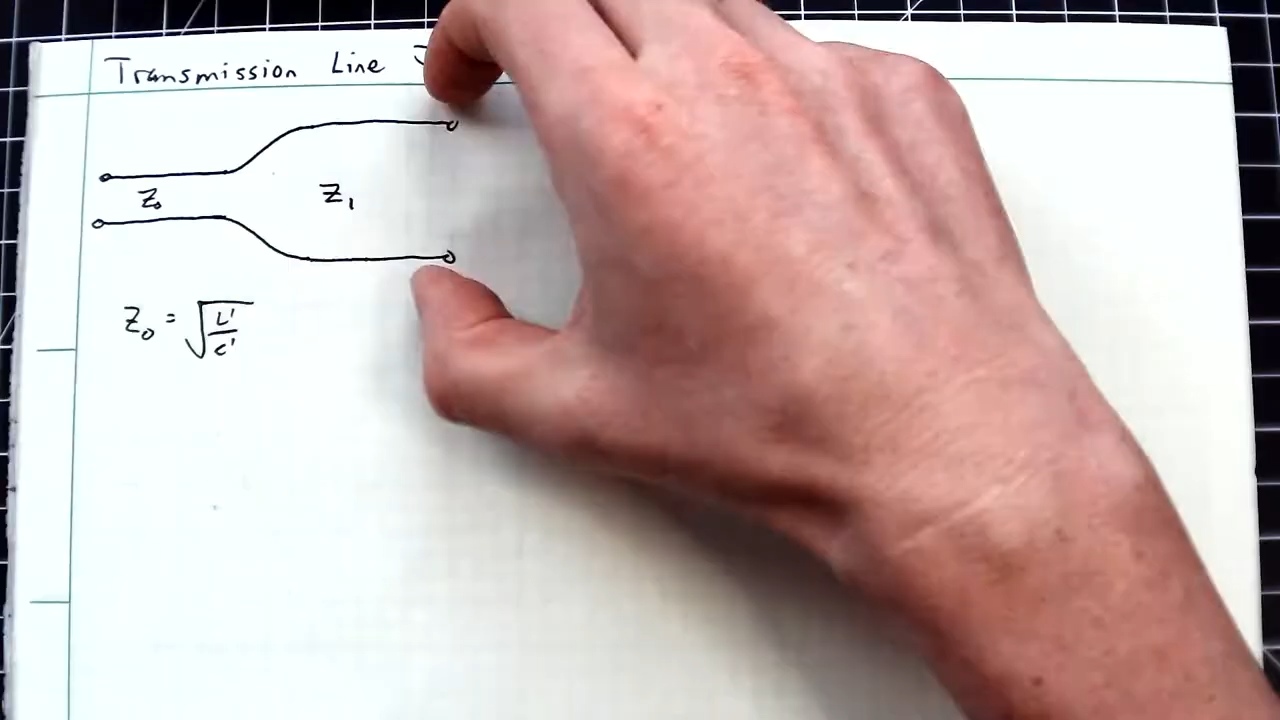 Transmission Line
Z₀
Z₁
Z₀ = √(L'/C')